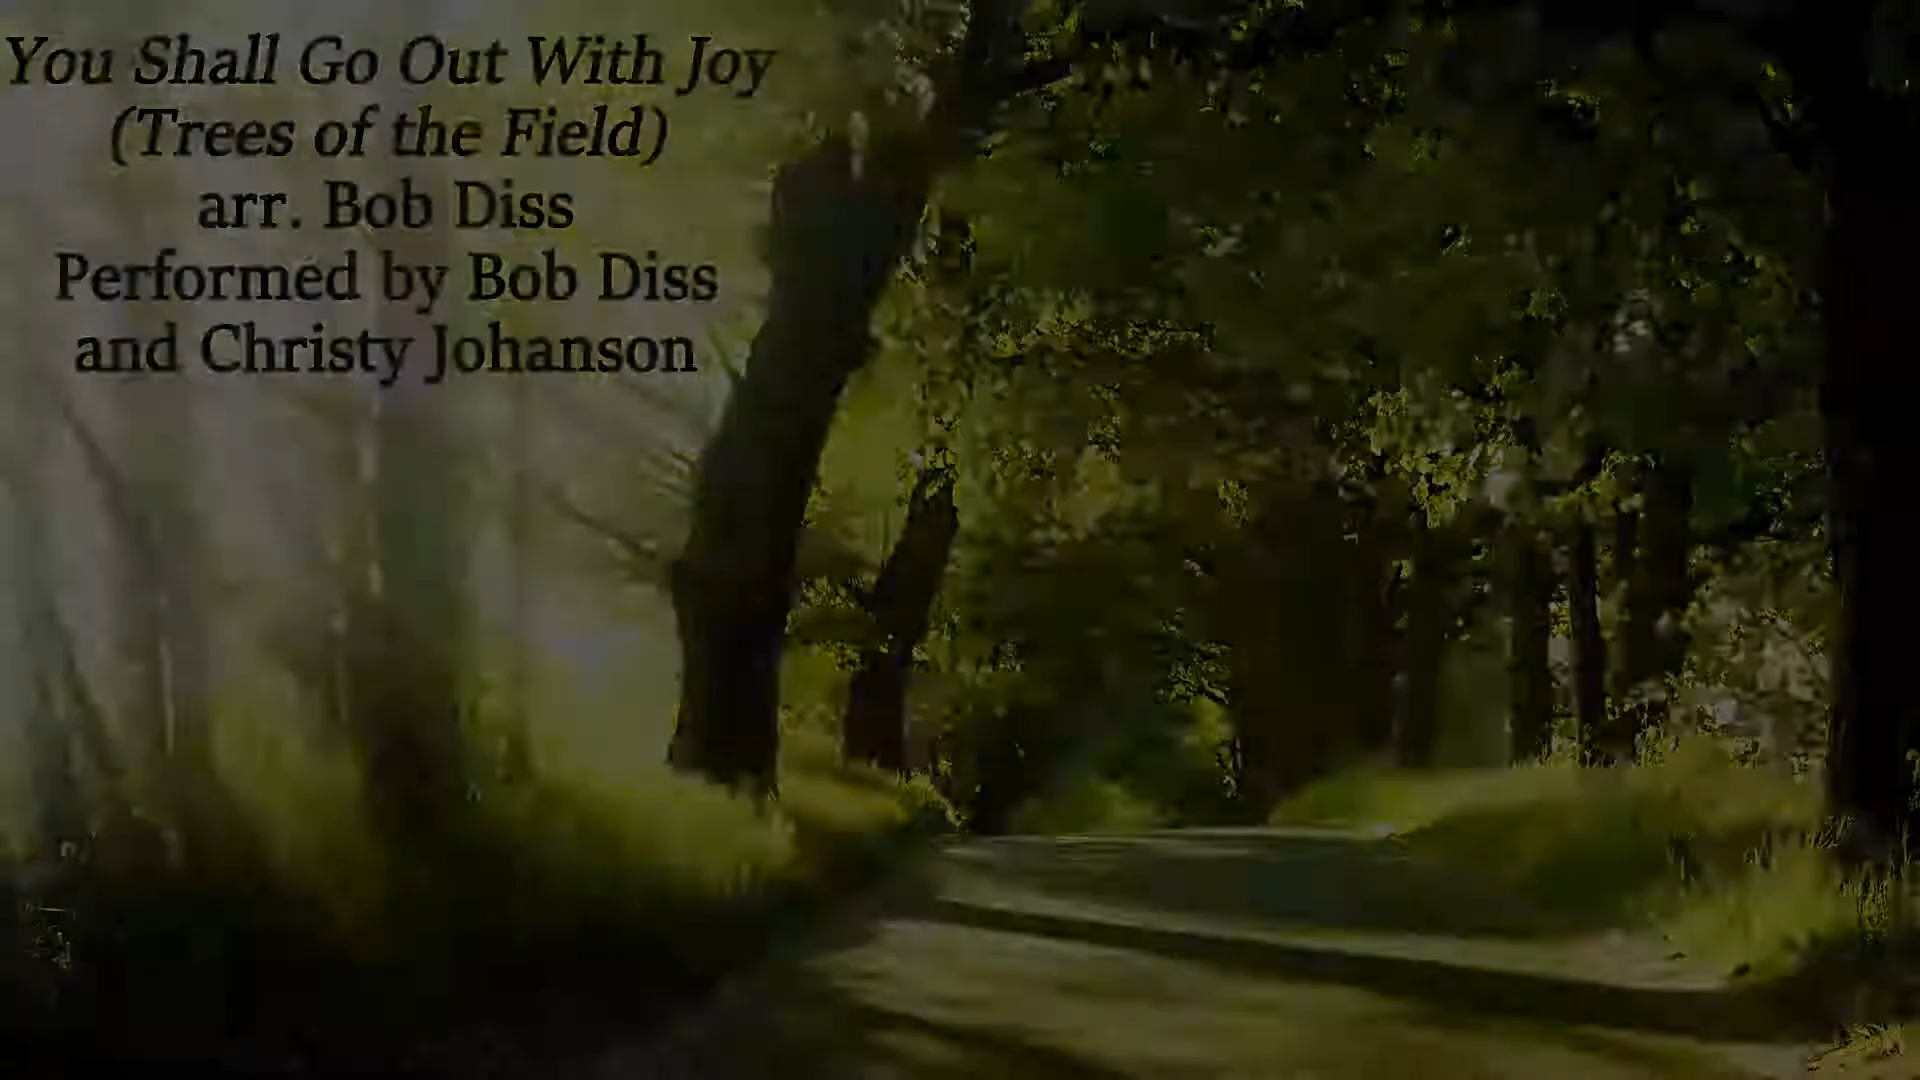 You Shall Go Out With Joy
(Trees of the Field)
arr. Bob Diss
Performed by Bob Diss
and Christy Johanson